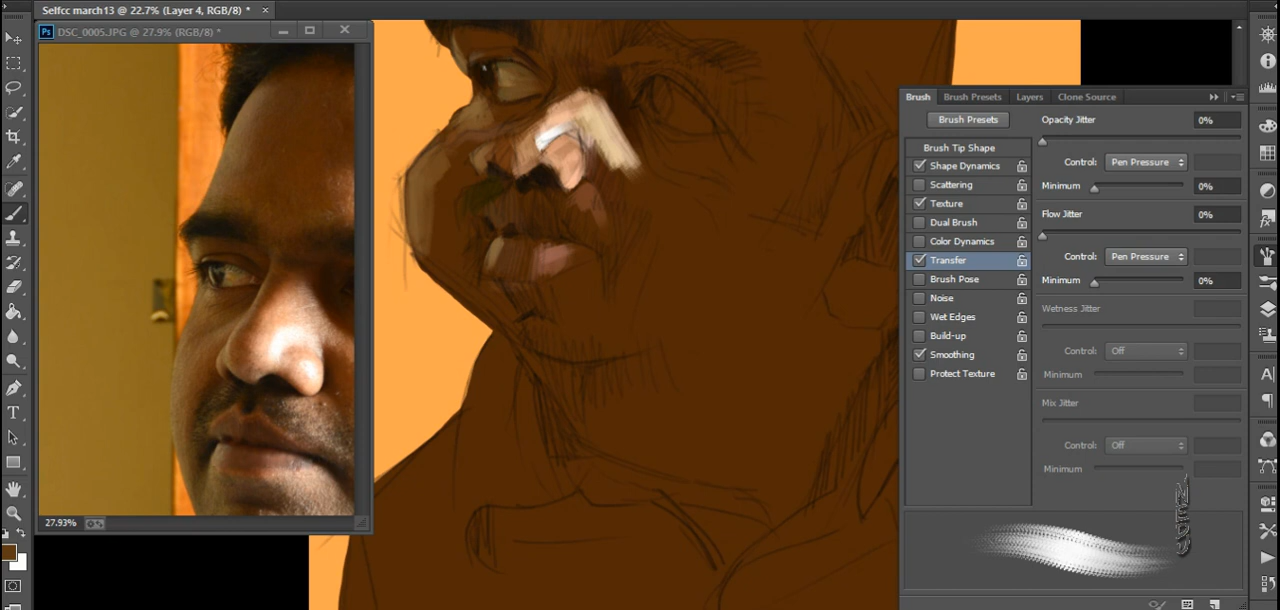 Selfcc march13 @ 22.7% (Layer 4, RGB/8) *
Ps DSC_0005.JPG @ 27.9% (RGB/8) *
27.93%
Brush Brush Presets Layers Clone Source
Brush Presets
Brush Tip Shape
Shape Dynamics
Scattering
Texture
Dual Brush
Color Dynamics
Transfer
Brush Pose
Noise
Wet Edges
Build-up
Smoothing
Protect Texture
Opacity Jitter 0%
Control: Pen Pressure
Minimum 0%
Flow Jitter 0%
Control: Pen Pressure
Minimum 0%
Wetness Jitter
Control: Off
Minimum
Mix Jitter
Control: Off
Minimum